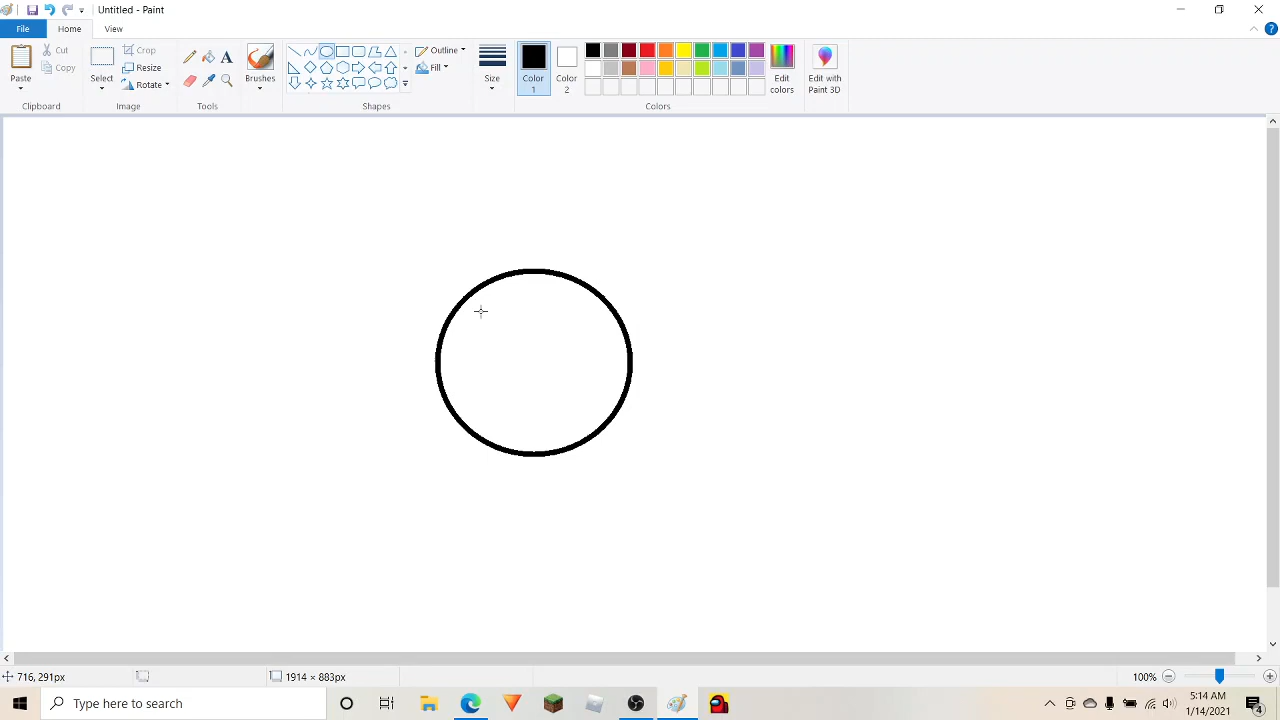 Untitled - Paint
File Home View
Paste
Cut
Copy
Clipboard
Select
Crop
Resize
Rotate
Image
Tools
Brushes
Outline
Fill
Shapes
Size
Color 1
Color 2
Edit colors
Colors
Edit with Paint 3D
716, 291px
1914 × 883px
100%
Type here to search
5:14 AM
1/14/2021
4